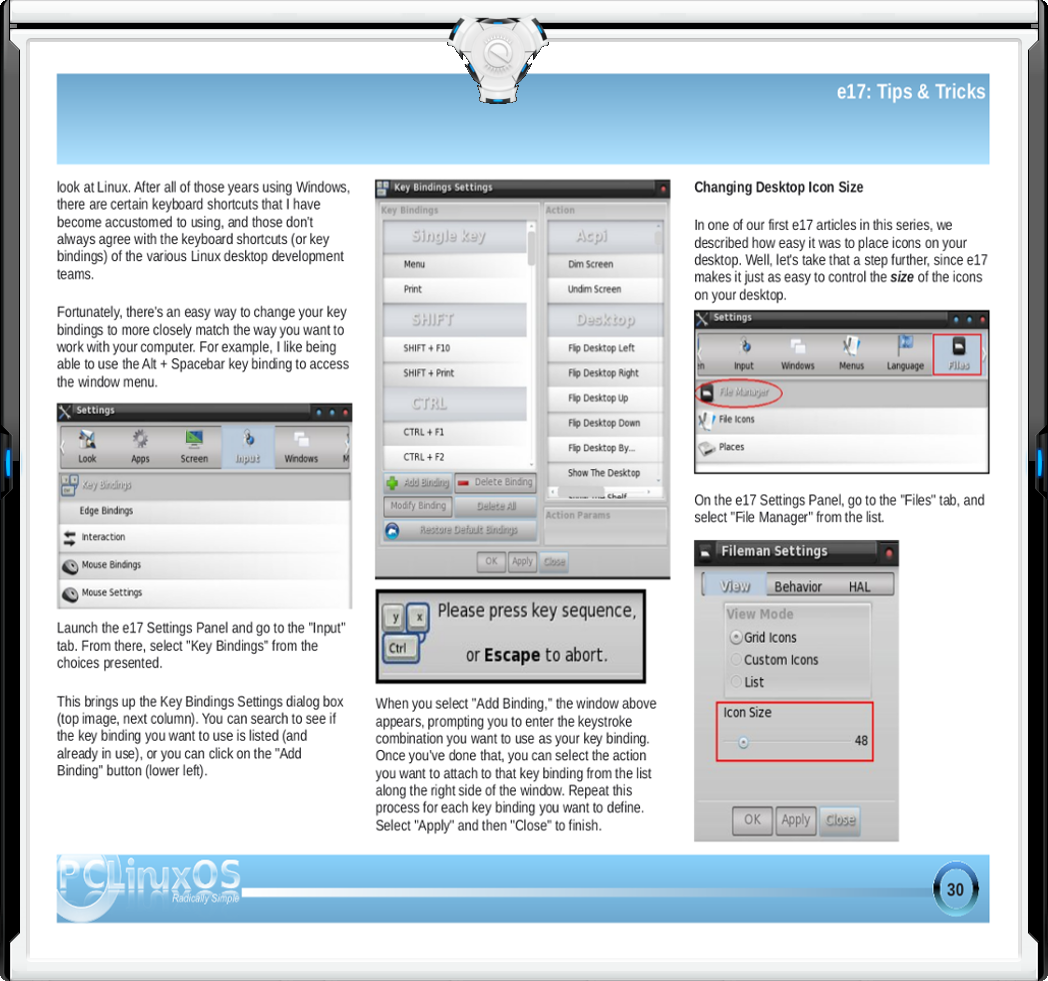 e17: Tips & Tricks
look at Linux. After all of those years using Windows,
there are certain keyboard shortcuts that I have
become accustomed to using, and those don't
always agree with the keyboard shortcuts (or key
bindings) of the various Linux desktop development
teams.
Fortunately, there's an easy way to change your key
bindings to more closely match the way you want to
work with your computer. For example, I like being
able to use the Alt + Spacebar key binding to access
the window menu.
Settings
Look Apps Screen Input Windows M
Key Bindings
Edge Bindings
Interaction
Mouse Bindings
Mouse Settings
Launch the e17 Settings Panel and go to the "Input"
tab. From there, select "Key Bindings" from the
choices presented.
This brings up the Key Bindings Settings dialog box
(top image, next column). You can search to see if
the key binding you want to use is listed (and
already in use), or you can click on the "Add
Binding" button (lower left).
Key Bindings Settings
Key Bindings
Single key
Menu
Print
SHIFT
SHIFT + F10
SHIFT + Print
CTRL
CTRL + F1
CTRL + F2
Add Binding Delete Binding
Modify Binding Delete All
Restore Default Bindings
Action
Acpi
Dim Screen
Undim Screen
Desktop
Flip Desktop Left
Flip Desktop Right
Flip Desktop Up
Flip Desktop Down
Flip Desktop By...
Show The Desktop
Show The Shelf
Action Params
OK Apply Close
y x
Ctrl
Please press key sequence,
or Escape to abort.
When you select "Add Binding," the window above
appears, prompting you to enter the keystroke
combination you want to use as your key binding.
Once you've done that, you can select the action
you want to attach to that key binding from the list
along the right side of the window. Repeat this
process for each key binding you want to define.
Select "Apply" and then "Close" to finish.
Changing Desktop Icon Size
In one of our first e17 articles in this series, we
described how easy it was to place icons on your
desktop. Well, let's take that a step further, since e17
makes it just as easy to control the size of the icons
on your desktop.
Settings
en Input Windows Menus Language Files
File Manager
File Icons
Places
On the e17 Settings Panel, go to the "Files" tab, and
select "File Manager" from the list.
Fileman Settings
View Behavior HAL
View Mode
Grid Icons
Custom Icons
List
Icon Size
48
OK Apply Close
PCLinuxOS
Radically Simple
30